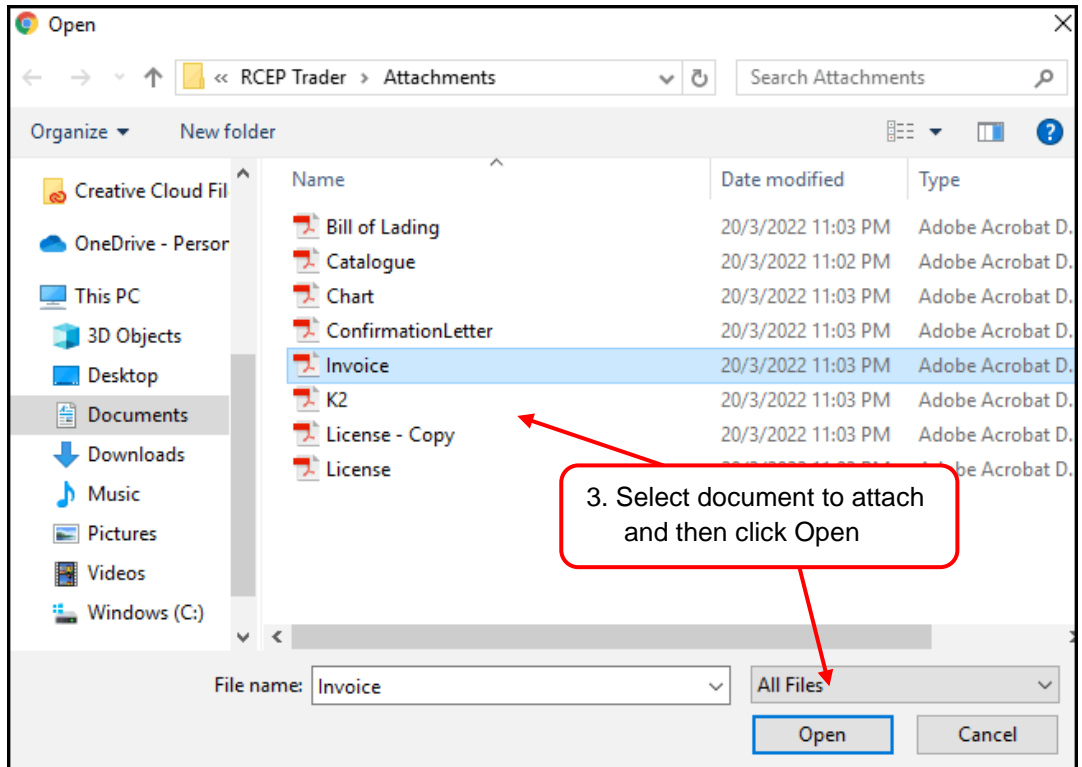 Open
« RCEP Trader > Attachments
Search Attachments
Organize
New folder
Name
Date modified
Type
Creative Cloud Fil
OneDrive - Person
This PC
3D Objects
Desktop
Documents
Downloads
Music
Pictures
Videos
Windows (C:)
Bill of Lading 20/3/2022 11:03 PM Adobe Acrobat D.
Catalogue 20/3/2022 11:02 PM Adobe Acrobat D.
Chart 20/3/2022 11:03 PM Adobe Acrobat D.
ConfirmationLetter 20/3/2022 11:03 PM Adobe Acrobat D.
Invoice 20/3/2022 11:03 PM Adobe Acrobat D.
K2 20/3/2022 11:03 PM Adobe Acrobat D.
License - Copy 20/3/2022 11:03 PM Adobe Acrobat D.
License be Acrobat D.
3. Select document to attach
and then click Open
File name: Invoice
All Files
Open
Cancel